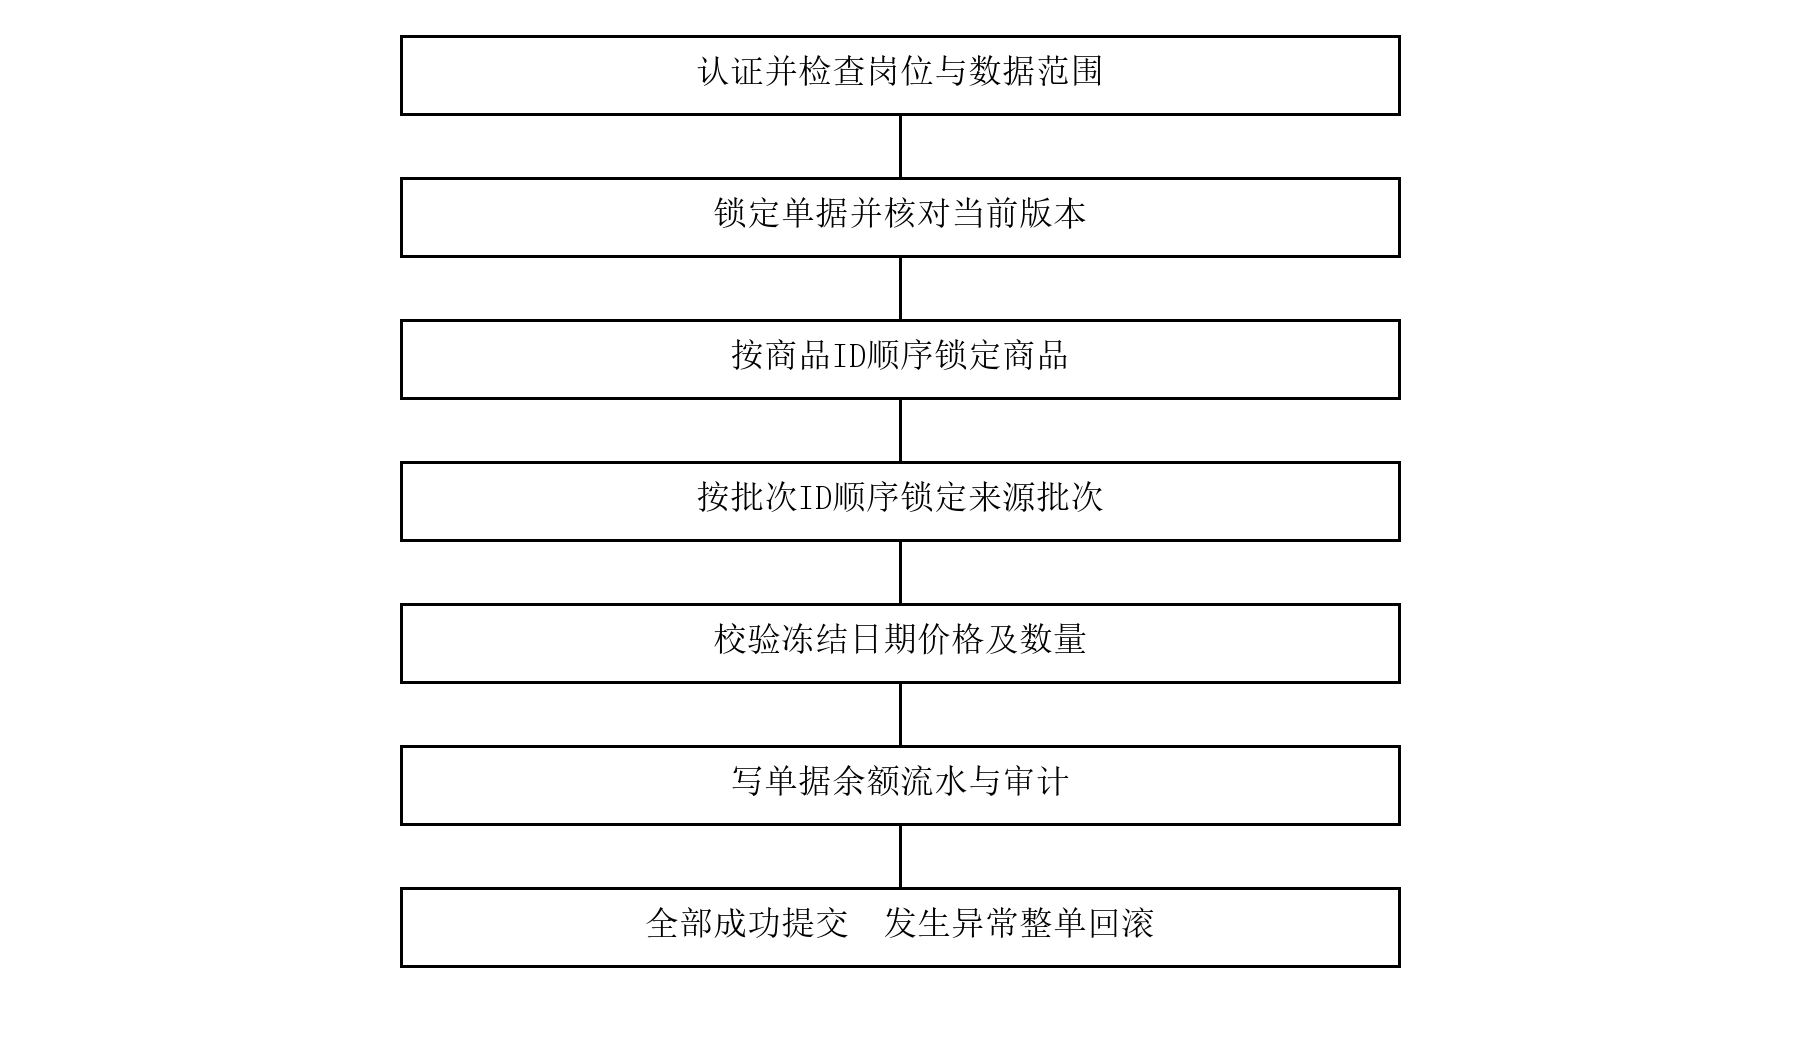 认证并检查岗位与数据范围
锁定单据并核对当前版本
按商品ID顺序锁定商品
按批次ID顺序锁定来源批次
校验冻结日期价格及数量
写单据余额流水与审计
全部成功提交　发生异常整单回滚